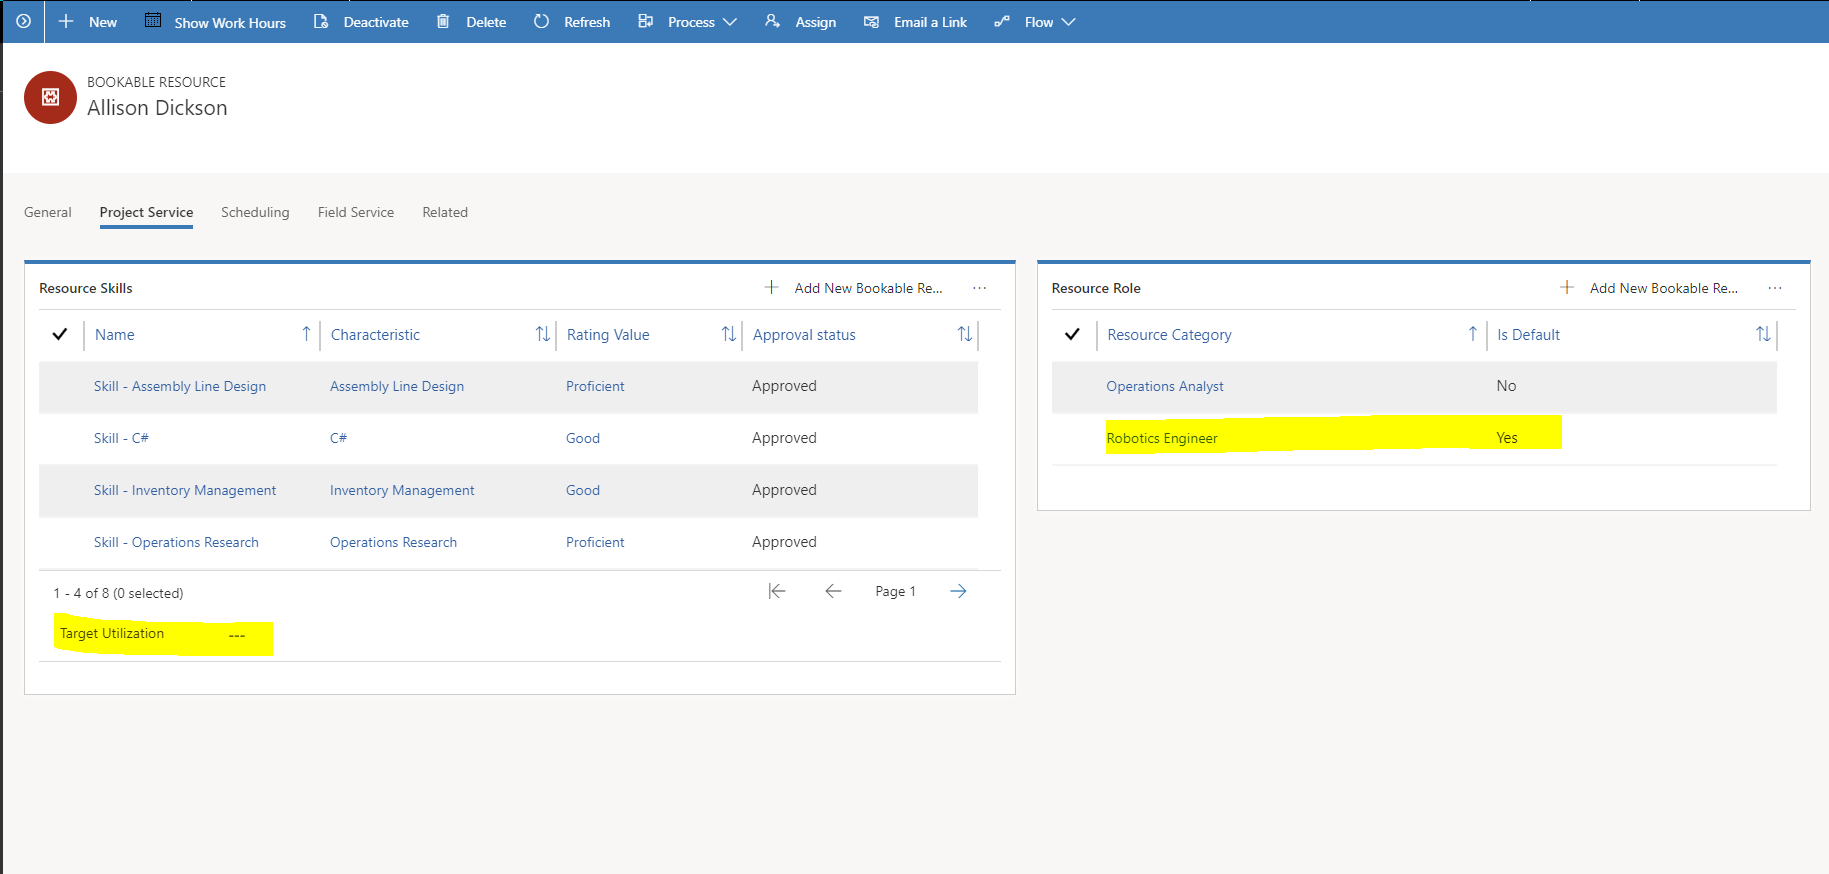 New Show Work Hours Deactivate Delete Refresh Process Assign Email a Link Flow
BOOKABLE RESOURCE
Allison Dickson
General Project Service Scheduling Field Service Related
Resource Skills Add New Bookable Re... ...
Name Characteristic Rating Value Approval status
Skill - Assembly Line Design Assembly Line Design Proficient Approved
Skill - C# C# Good Approved
Skill - Inventory Management Inventory Management Good Approved
Skill - Operations Research Operations Research Proficient Approved
1 - 4 of 8 (0 selected) Page 1
Target Utilization ---
Resource Role Add New Bookable Re... ...
Resource Category Is Default
Operations Analyst No
Robotics Engineer Yes